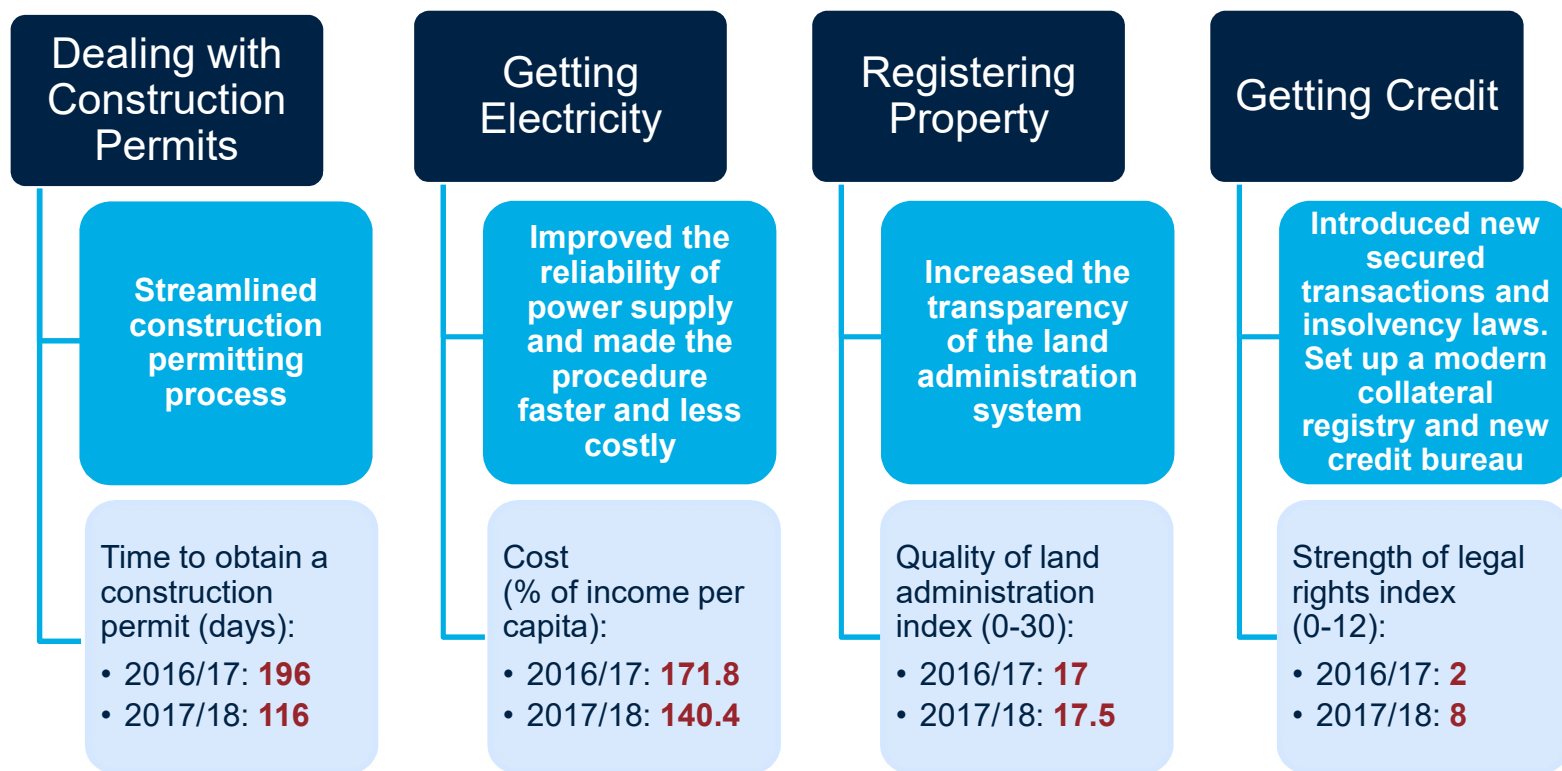 Dealing with
Construction
Permits
Streamlined
construction
permitting
process
Time to obtain a
construction
permit (days):
• 2016/17: 196
• 2017/18: 116
Getting
Electricity
Improved the
reliability of
power supply
and made the
procedure
faster and less
costly
Cost
(% of income per
capita):
• 2016/17: 171.8
• 2017/18: 140.4
Registering
Property
Increased the
transparency
of the land
administration
system
Quality of land
administration
index (0-30):
• 2016/17: 17
• 2017/18: 17.5
Getting Credit
Introduced new
secured
transactions and
insolvency laws.
Set up a modern
collateral
registry and new
credit bureau
Strength of legal
rights index
(0-12):
• 2016/17: 2
• 2017/18: 8